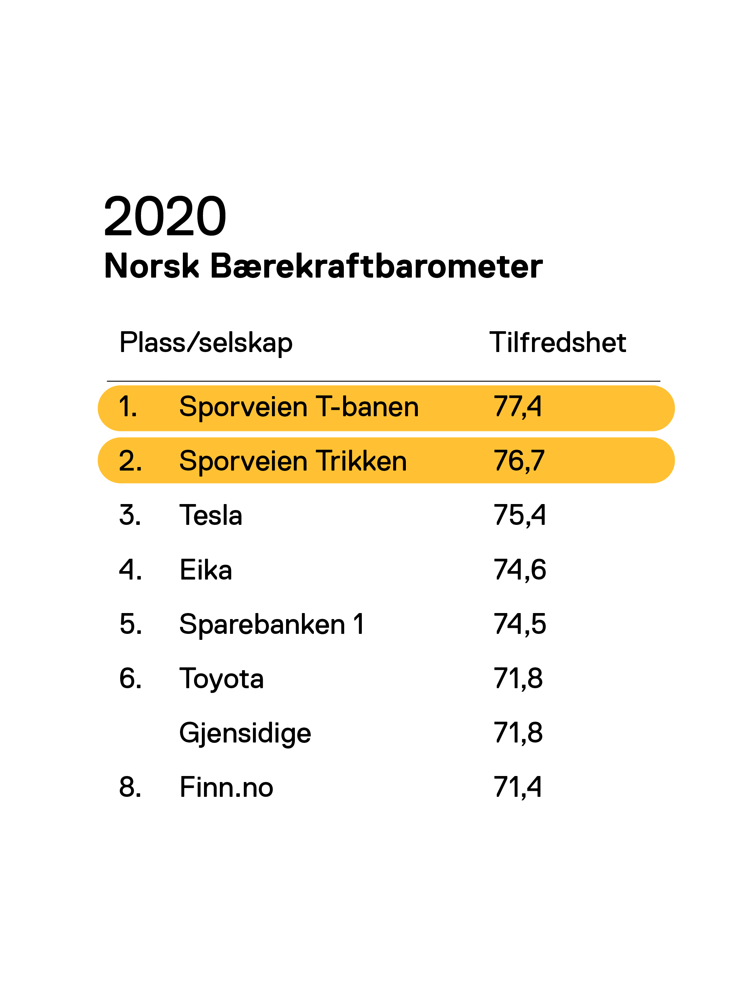 2020
Norsk Bærekraftbarometer
Plass/selskap Tilfredshet
1. Sporveien T-banen 77,4
2. Sporveien Trikken 76,7
3. Tesla 75,4
4. Eika 74,6
5. Sparebanken 1 74,5
6. Toyota 71,8
Gjensidige 71,8
8. Finn.no 71,4